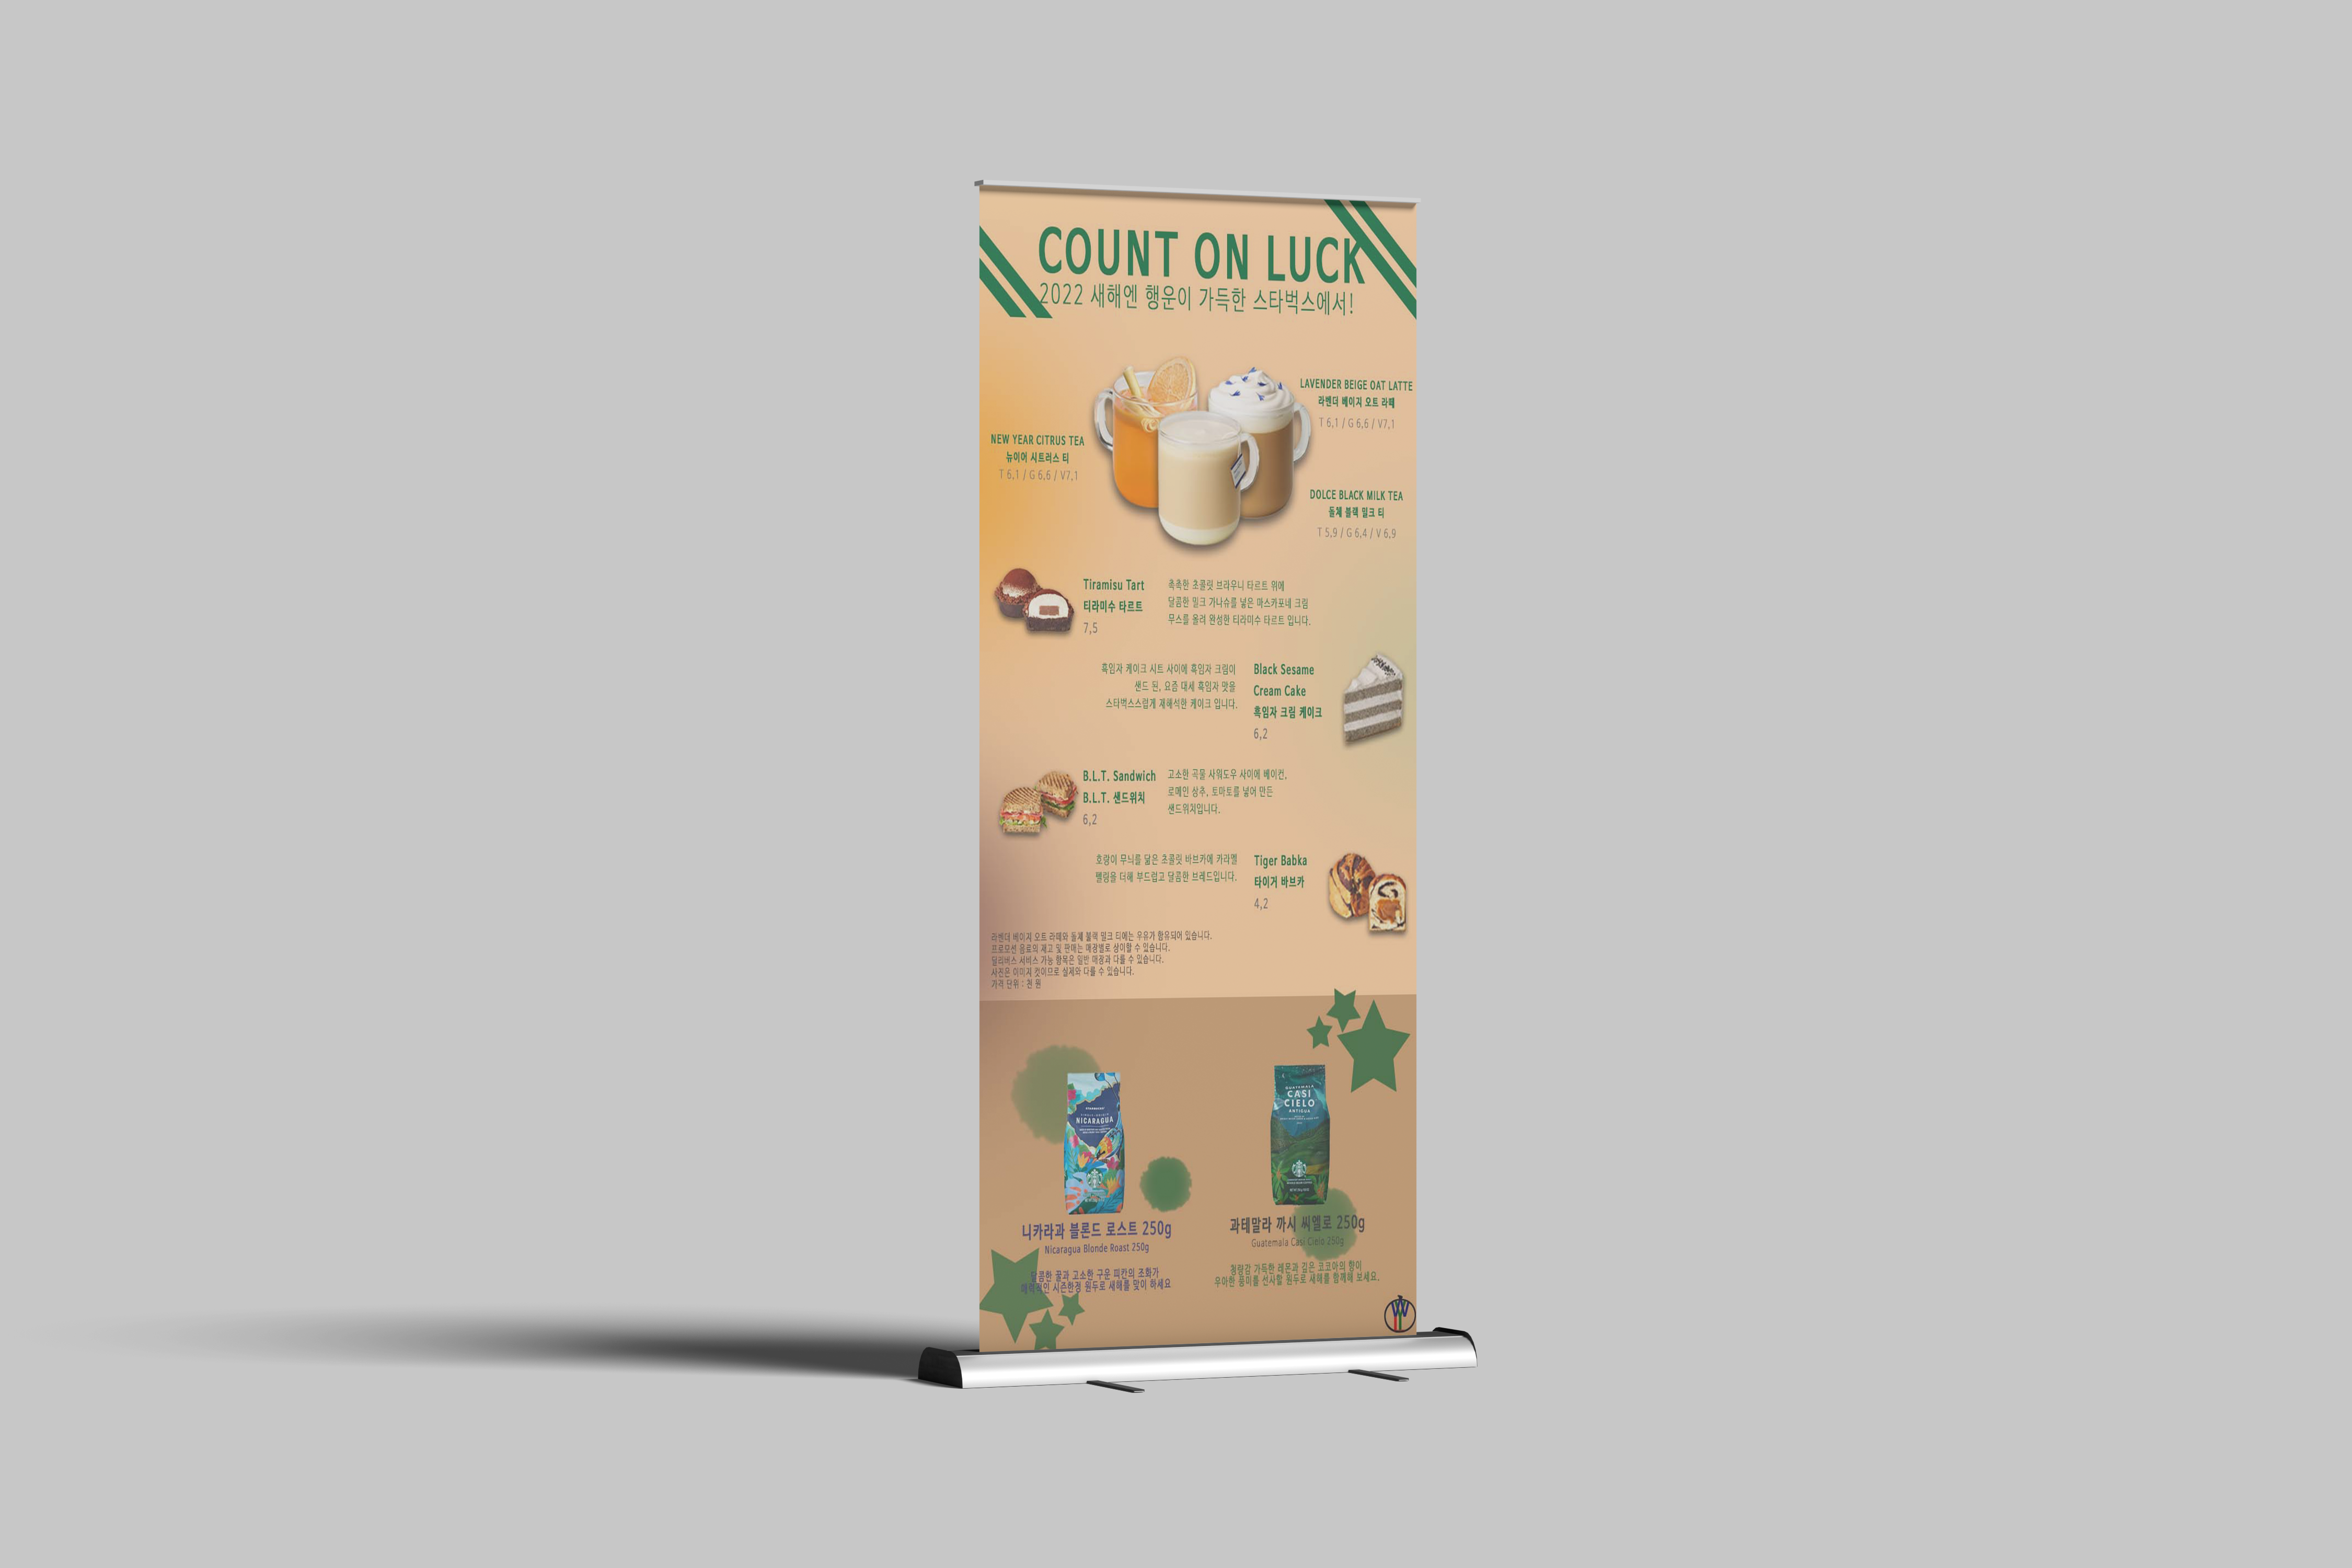 COUNT ON LUCK
2022 새해엔 행운이 가득한 스타벅스에서!
LAVENDER BEIGE OAT LATTE
라벤더 베이지 오트 라떼
T 6,1 / G 6,6 / V7,1
NEW YEAR CITRUS TEA
뉴이어 시트러스 티
T 6,1 / G 6,6 / V7,1
DOLCE BLACK MILK TEA
돌체 블랙 밀크 티
T 5,9 / G 6,4 / V 6,9
Tiramisu Tart
티라미수 타르트
7,5
촉촉한 초콜릿 브라우니 타르트 위에
달콤한 밀크 가나슈를 넣은 마스카포네 크림
무스를 올려 완성한 티라미수 타르트 입니다.
흑임자 케이크 시트 사이에 흑임자 크림이
샌드 된, 요즘 대세 흑임자 맛을
스타벅스스럽게 재해석한 케이크 입니다.
Black Sesame
Cream Cake
흑임자 크림 케이크
6,2
B.L.T. Sandwich
B.L.T. 샌드위치
6,2
고소한 곡물 사워도우 사이에 베이컨,
로메인 상추, 토마토를 넣어 만든
샌드위치입니다.
호랑이 무늬를 닮은 초콜릿 바브카에 카라멜
필링을 더해 부드럽고 달콤한 브레드입니다.
Tiger Babka
타이거 바브카
4,2
라벤더 베이지 오트 라떼와 돌체 블랙 밀크 티에는 우유가 함유되어 있습니다.
프로모션 음료의 재고 및 판매는 매장별로 상이할 수 있습니다.
딜리버스 서비스 가능 항목은 일반 매장과 다를 수 있습니다.
사진은 이미지 컷이므로 실제와 다를 수 있습니다.
가격 단위 : 천 원
NICARAGUA
GUATEMALA
CASI
CIELO
ANTIGUA
니카라과 블론드 로스트 250g
Nicaragua Blonde Roast 250g
달콤한 꿀과 고소한 구운 피칸의 조화가
매력적인 시즌한정 원두로 새해를 맞이 하세요
과테말라 까시 씨엘로 250g
Guatemala Casi Cielo 250g
청량감 가득한 레몬과 깊은 코코아의 향이
우아한 풍미를 선사할 원두로 새해를 함께해 보세요.